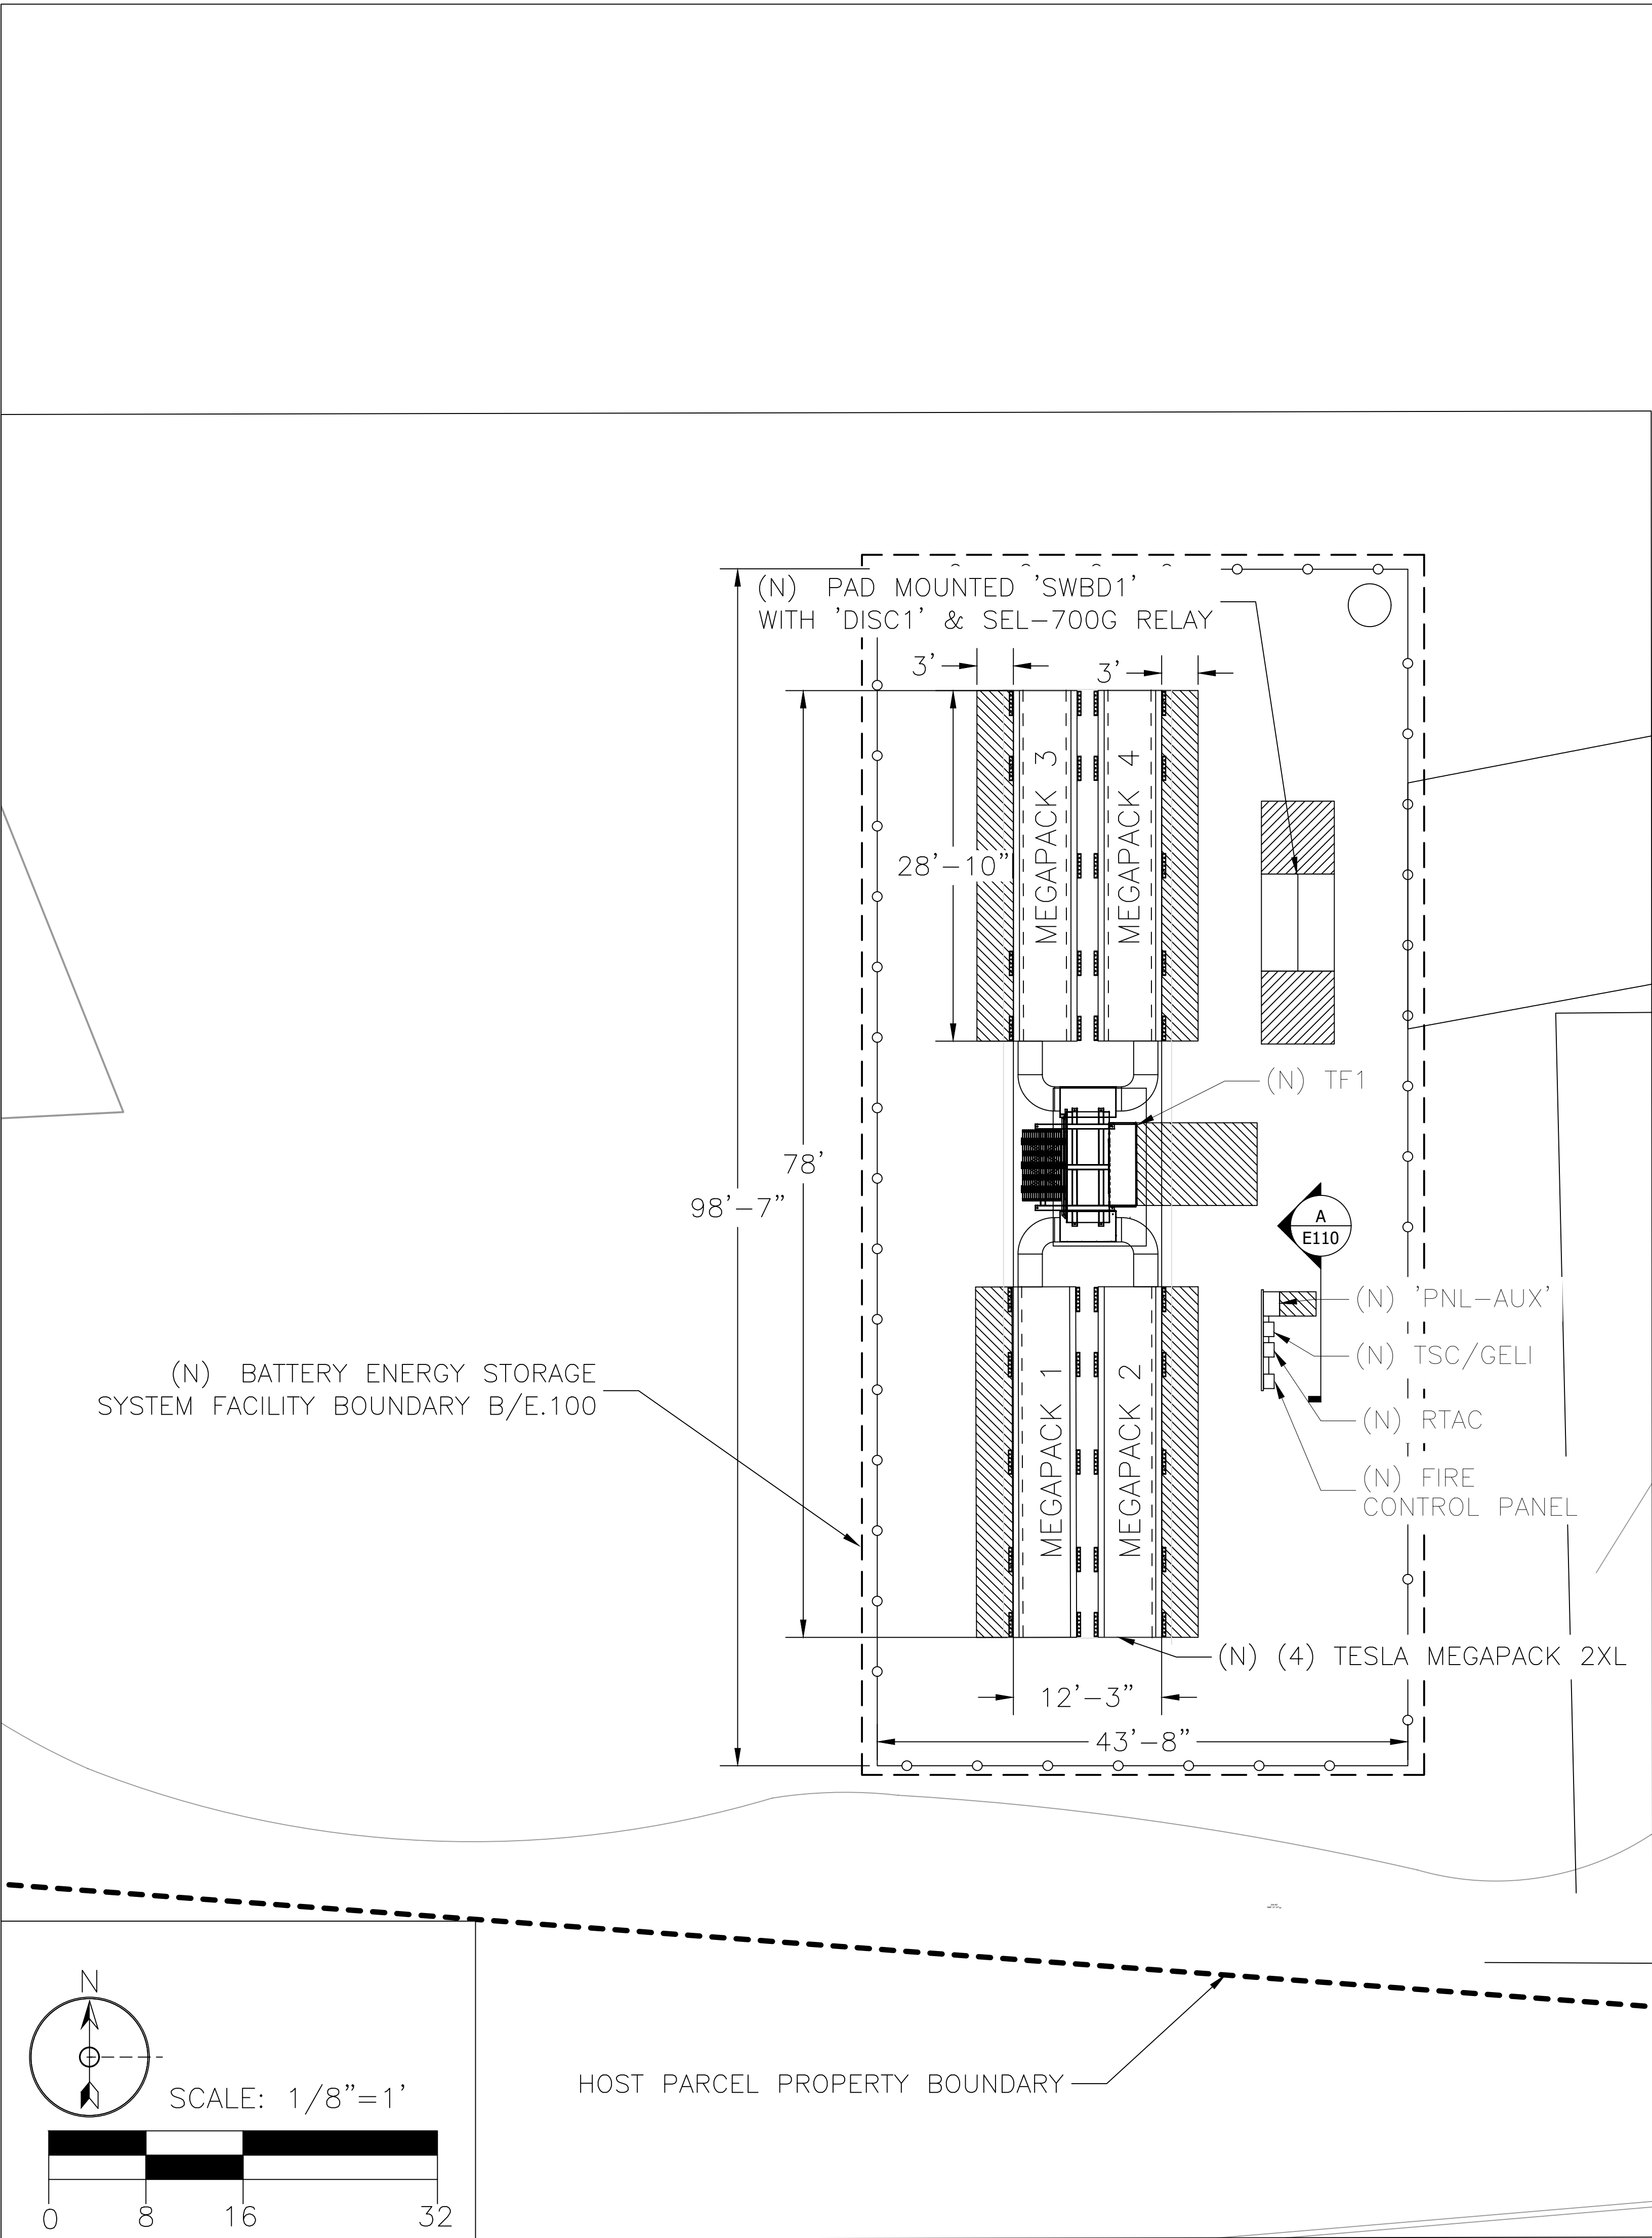 (N) PAD MOUNTED 'SWBD1'
WITH 'DISC1' & SEL-700G RELAY
3'
3'
MEGAPACK 3
MEGAPACK 4
28'-10"
(N) TF1
78'
98'-7"
A
E110
(N) 'PNL-AUX'
(N) TSC/GELI
(N) RTAC
(N) FIRE
CONTROL PANEL
(N) BATTERY ENERGY STORAGE
SYSTEM FACILITY BOUNDARY B/E.100
MEGAPACK 1
MEGAPACK 2
(N) (4) TESLA MEGAPACK 2XL
12'-3"
43'-8"
N
SCALE: 1/8"=1'
0 8 16 32
HOST PARCEL PROPERTY BOUNDARY